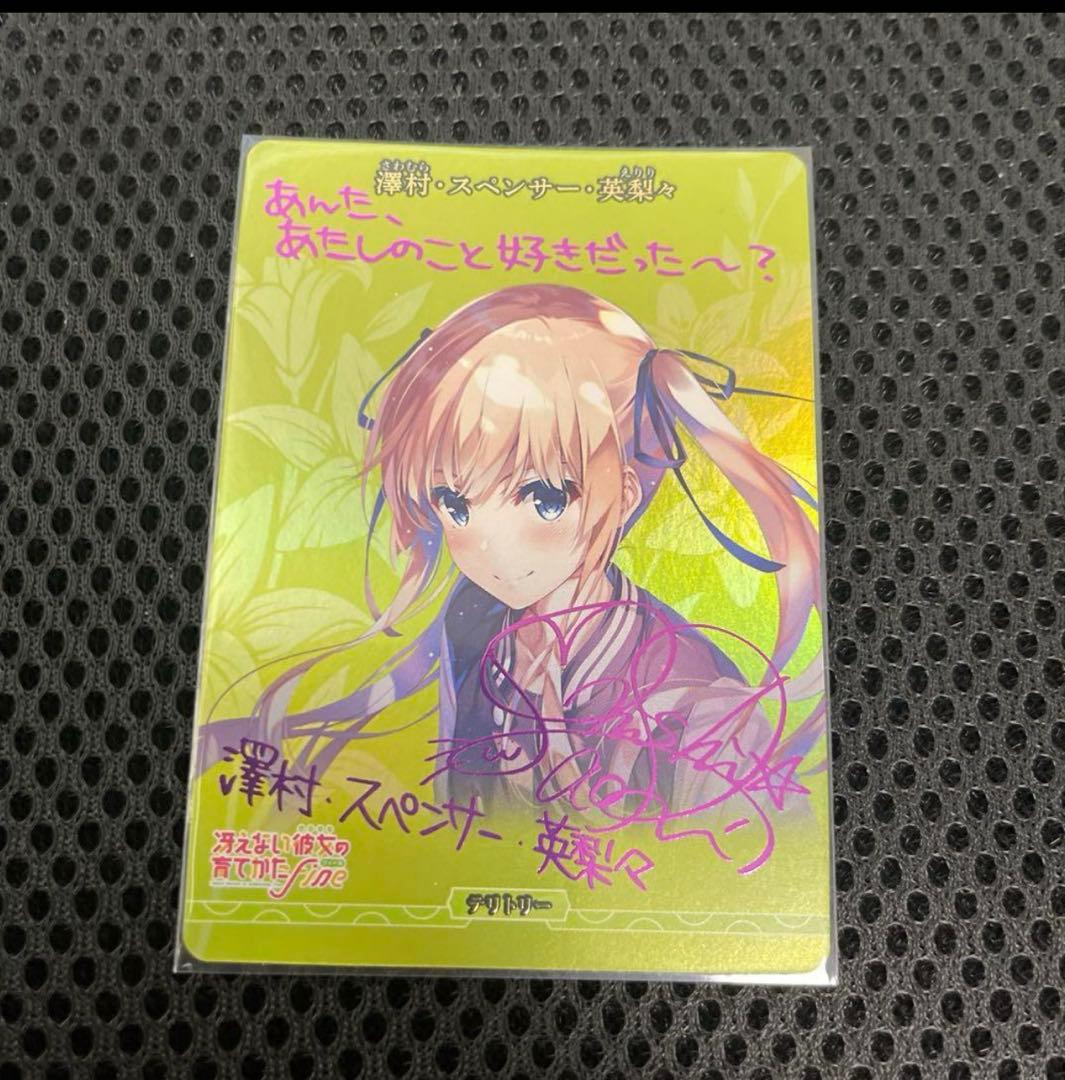 さわむら えりり
澤村・スペンサー・英梨々
あんた、
あたしのこと好きだった〜?
澤村・スペンサー・英梨々
冴えない彼女の
育てかた fine
テリトリー